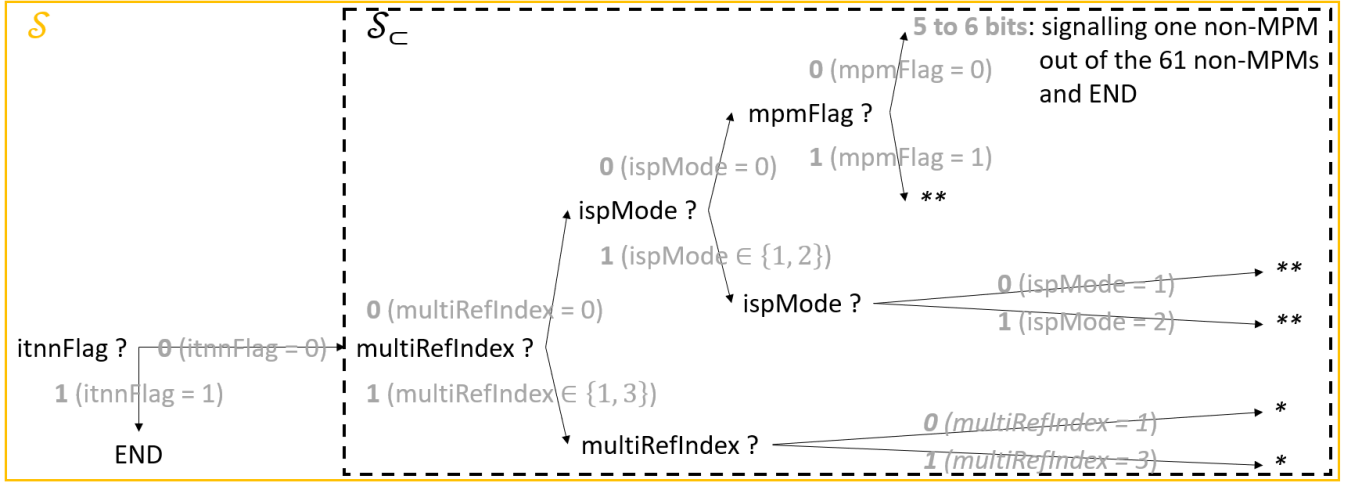 𝒮
𝒮⊂
5 to 6 bits: signalling one non-MPM
out of the 61 non-MPMs
and END
0 (mpmFlag = 0)
mpmFlag ?
1 (mpmFlag = 1)
**
0 (ispMode = 0)
ispMode ?
1 (ispMode ∈ {1, 2})
ispMode ?
0 (ispMode = 1)
**
1 (ispMode = 2)
**
0 (multiRefIndex = 0)
itnnFlag ?
0 (itnnFlag = 0)
multiRefIndex ?
1 (itnnFlag = 1)
1 (multiRefIndex ∈ {1, 3})
END
multiRefIndex ?
0 (multiRefIndex = 1)
*
1 (multiRefIndex = 3)
*